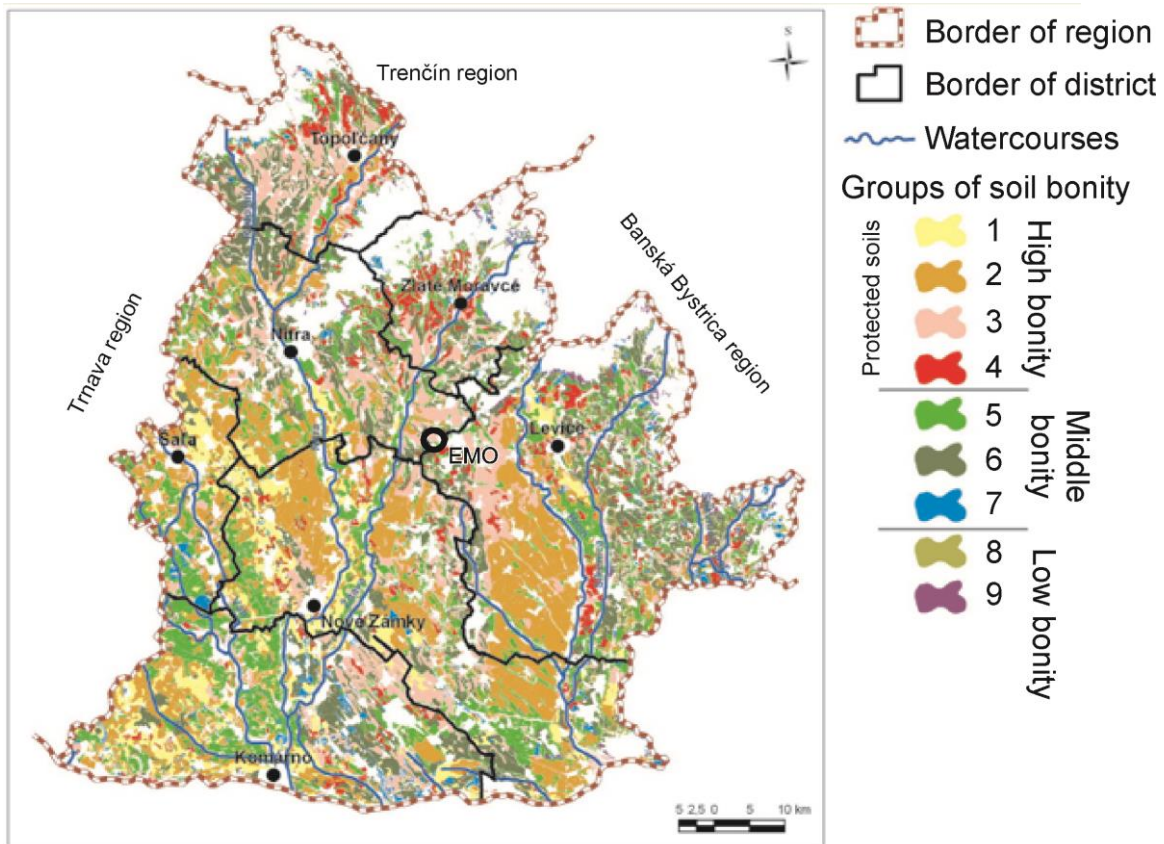 S
Trenčín region
Topoľčany
Banská Bystrica region
Zlaté Moravce
Trnava region
Nitra
Šaľa
Levice
EMO
Nové Zámky
Komárno
5 2,5 0 5 10 km
Border of region
Border of district
Watercourses
Groups of soil bonity
Protected soils
1
2
3
4
High bonity
5
6
7
Middle bonity
8
9
Low bonity